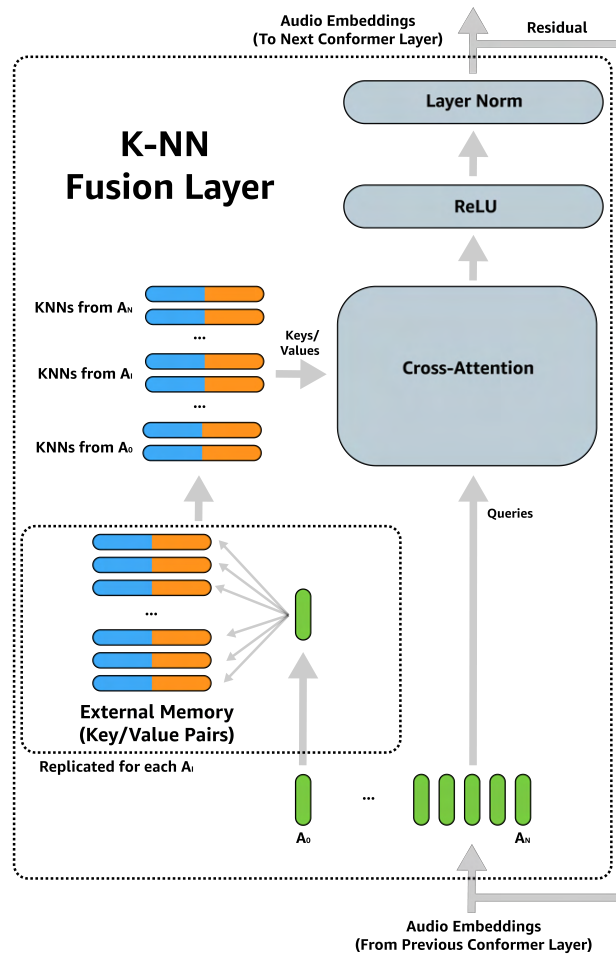 Audio Embeddings
(To Next Conformer Layer)
Residual
Layer Norm
K-NN
Fusion Layer
ReLU
KNNs from Aₙ
...
Keys/
Values
KNNs from Aᵢ
Cross-Attention
...
KNNs from A₀
Queries
...
External Memory
(Key/Value Pairs)
Replicated for each Aᵢ
...
A₀
Aₙ
Audio Embeddings
(From Previous Conformer Layer)